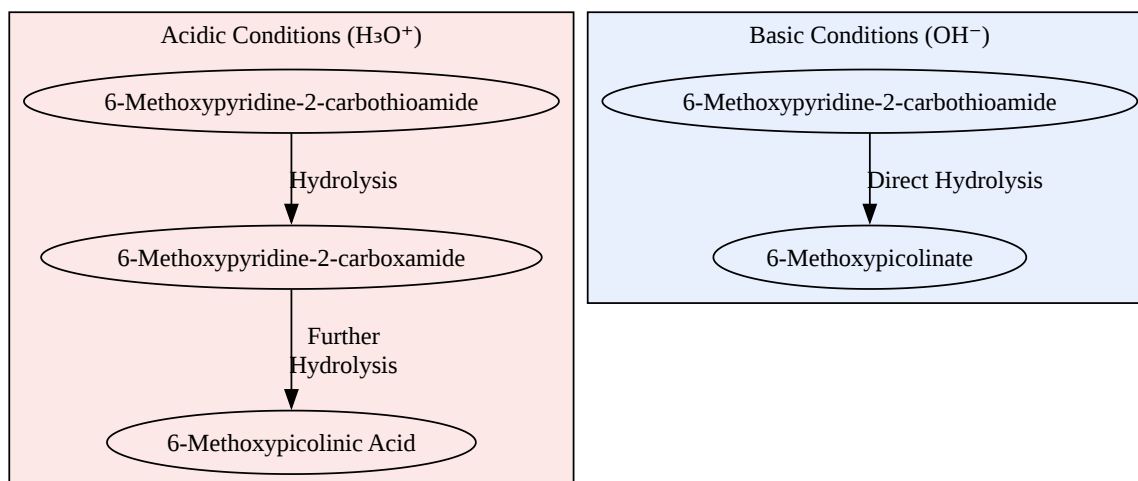 Acidic Conditions (H₃O⁺)
6-Methoxypyridine-2-carbothioamide
Hydrolysis
6-Methoxypyridine-2-carboxamide
Further
Hydrolysis
6-Methoxypicolinic Acid
Basic Conditions (OH⁻)
6-Methoxypyridine-2-carbothioamide
Direct Hydrolysis
6-Methoxypicolinate